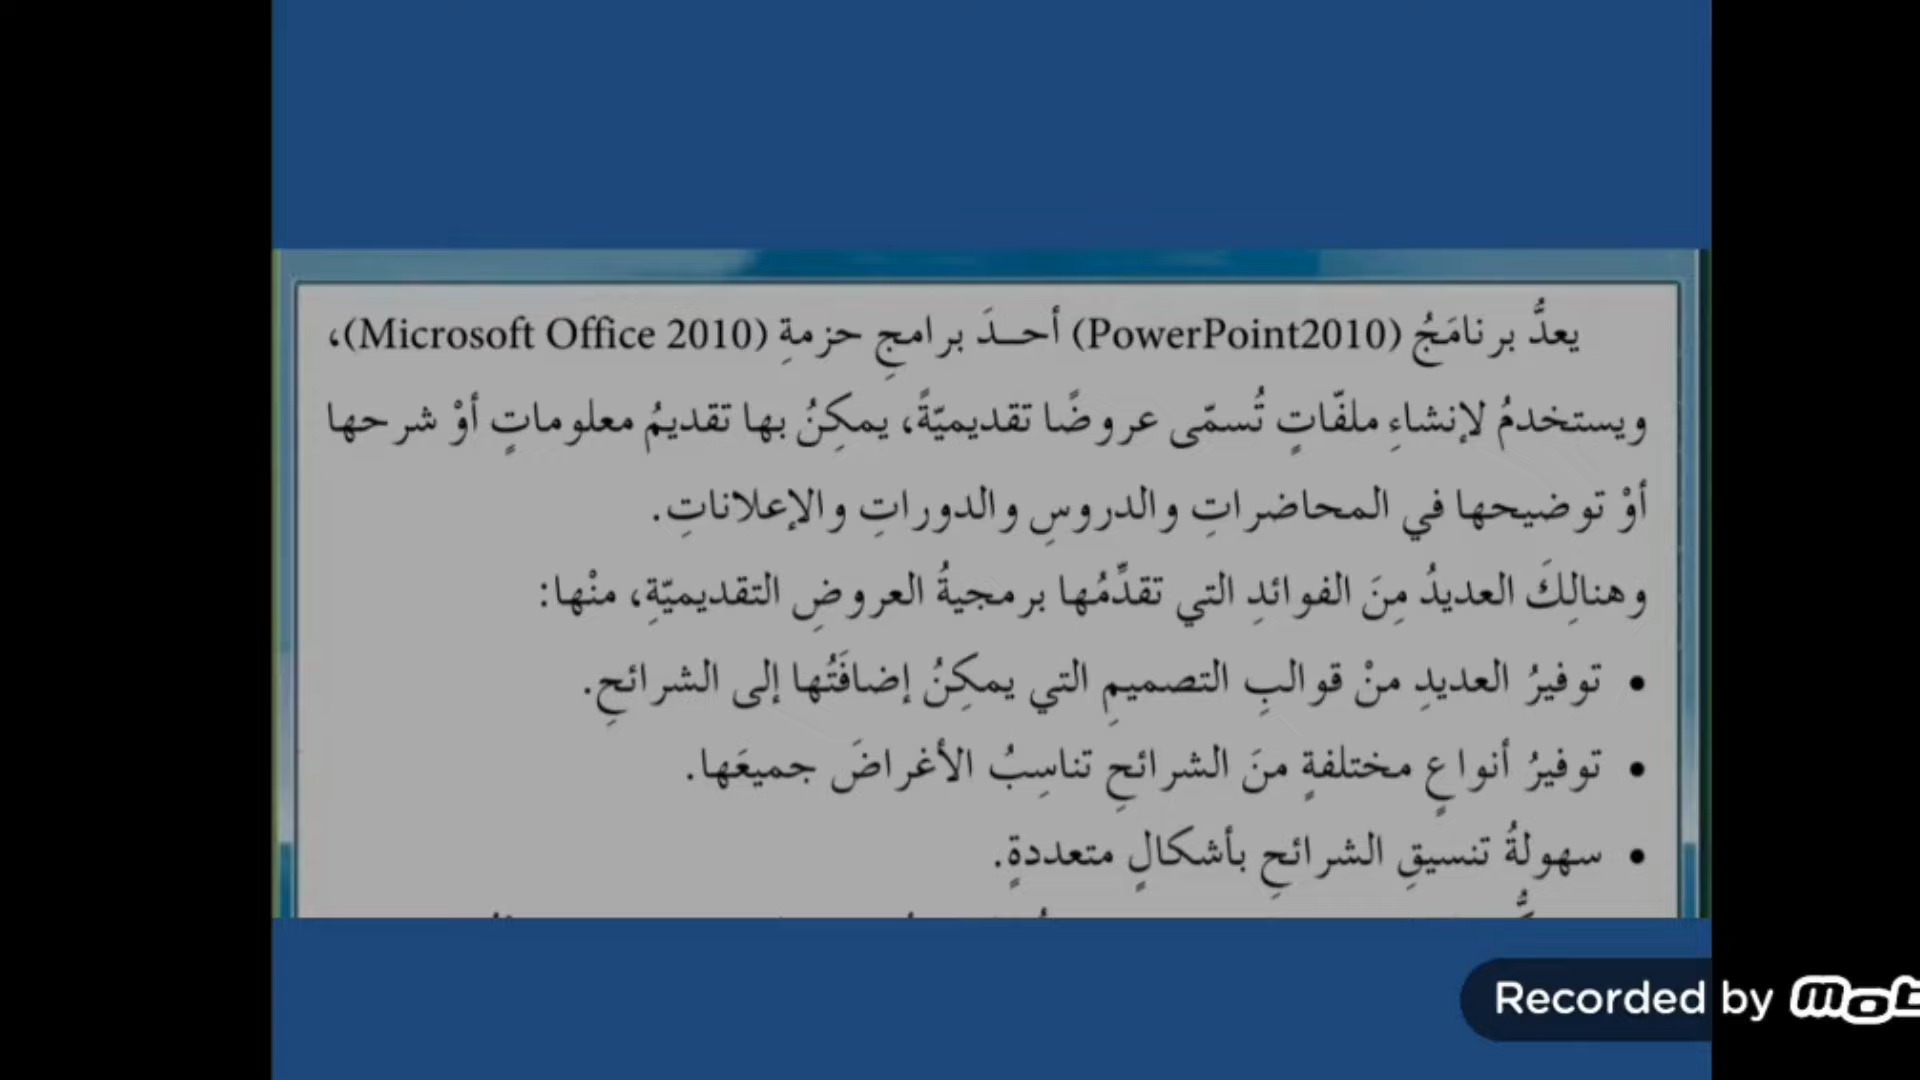 يعدُّ برنامَجُ (PowerPoint2010) أحــدَ برامجِ حزمةِ (Microsoft Office 2010)،
ويستخدمُ لإنشاءِ ملفّاتٍ تُسمّى عروضًا تقديميّةً، يمكِنُ بها تقديمُ معلوماتٍ أوْ شرحها
أوْ توضيحها في المحاضراتِ والدروسِ والدوراتِ والإعلاناتِ.
وهنالِكَ العديدُ مِنَ الفوائدِ التي تقدِّمُها برمجيةُ العروضِ التقديميّةِ، منْها:
• توفيرُ العديدِ منْ قوالبِ التصميمِ التي يمكِنُ إضافَتُها إلى الشرائحِ.
• توفيرُ أنواعٍ مختلفةٍ منَ الشرائحِ تناسِبُ الأغراضَ جميعَها.
• سهولةُ تنسيقِ الشرائحِ بأشكالٍ متعددةٍ.
Recorded by